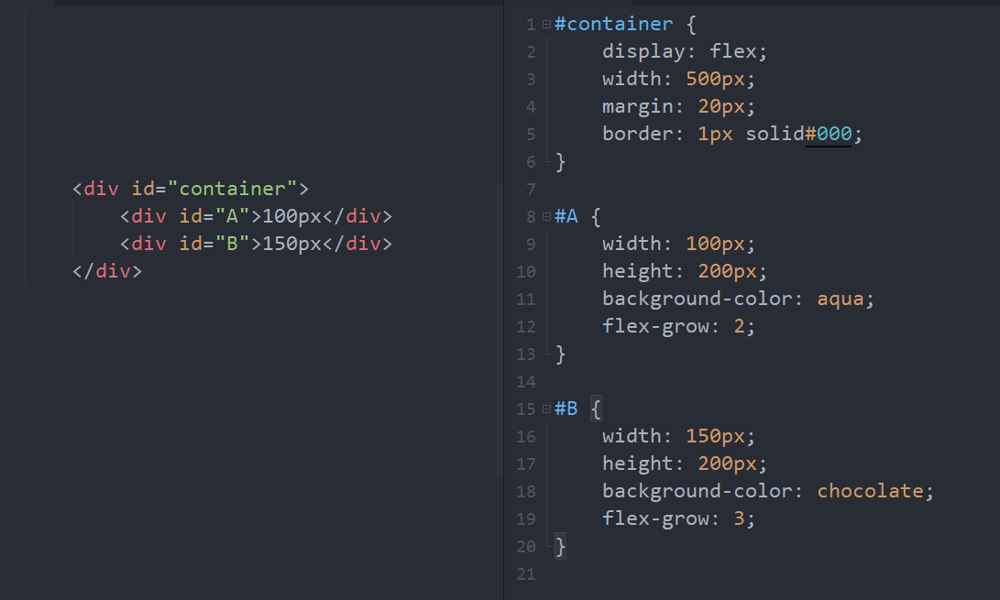 <div id="container">
    <div id="A">100px</div>
    <div id="B">150px</div>
</div>
1 #container {
2     display: flex;
3     width: 500px;
4     margin: 20px;
5     border: 1px solid#000;
6 }
7
8 #A {
9     width: 100px;
10     height: 200px;
11     background-color: aqua;
12     flex-grow: 2;
13 }
14
15 #B {
16     width: 150px;
17     height: 200px;
18     background-color: chocolate;
19     flex-grow: 3;
20 }
21